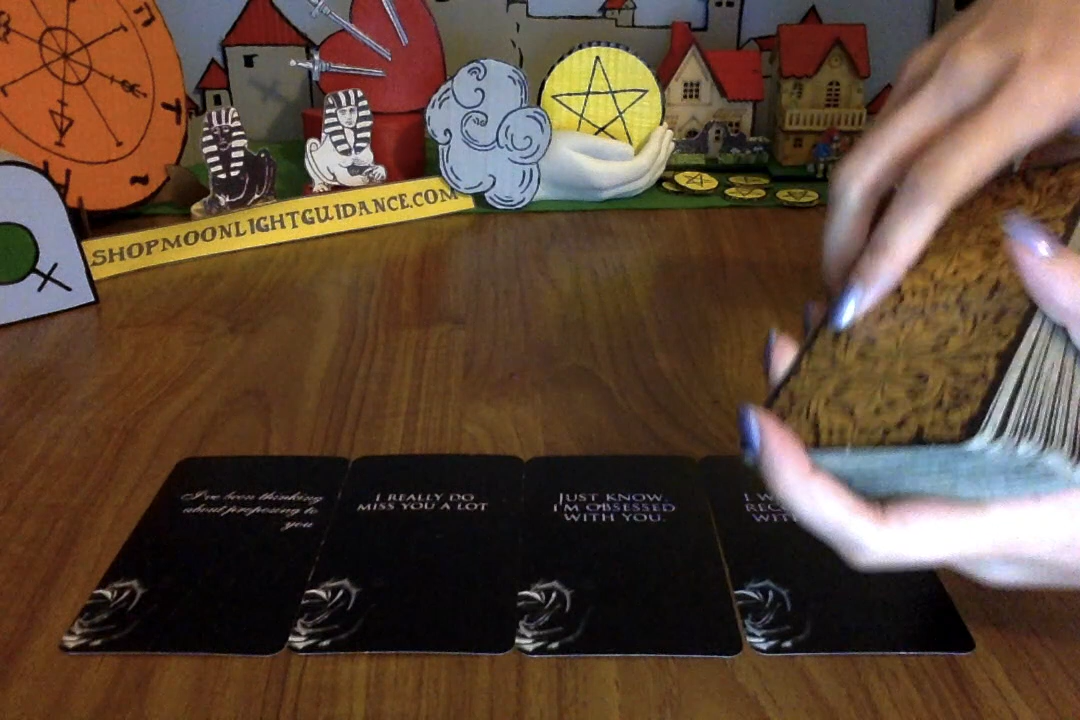 SHOPMOONLIGHTGUIDANCE.COM
I've been thinking
about proposing to
you
I REALLY DO
MISS YOU A LOT
JUST KNOW,
I'M OBSESSED
WITH YOU.
I